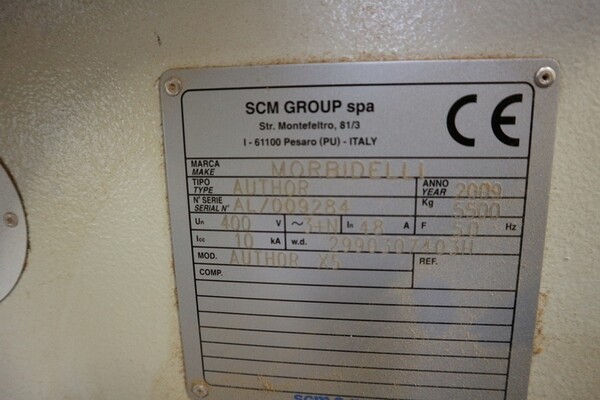 SCM GROUP spa
Str. Montefeltro, 81/3
I - 61100 Pesaro (PU) - ITALY
CE
MARCA
MAKE MORBIDELLI
TIPO
TYPE AUTHOR ANNO
YEAR 2009
N° SERIE
SERIAL N° AL/009284 Kg 5500
Un 400 V ~ 3+N In 48 A F 50 Hz
Icc 10 kA w.d. 2990307403H
MOD. AUTHOR X5 REF.
COMP.